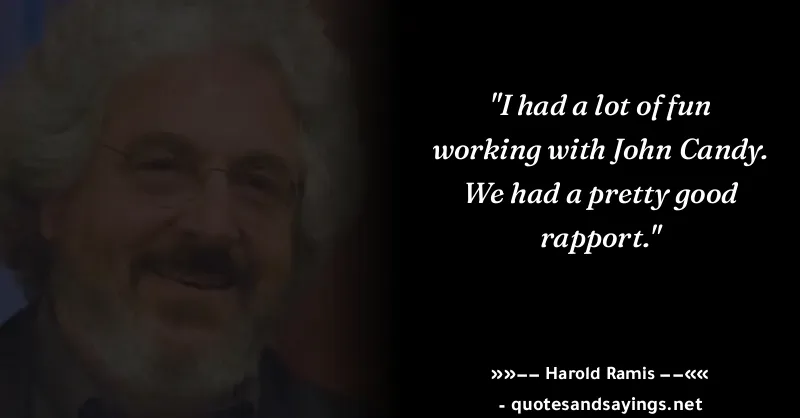 "I had a lot of fun
working with John Candy.
We had a pretty good
rapport."
»»–– Harold Ramis ––««
- quotesandsayings.net